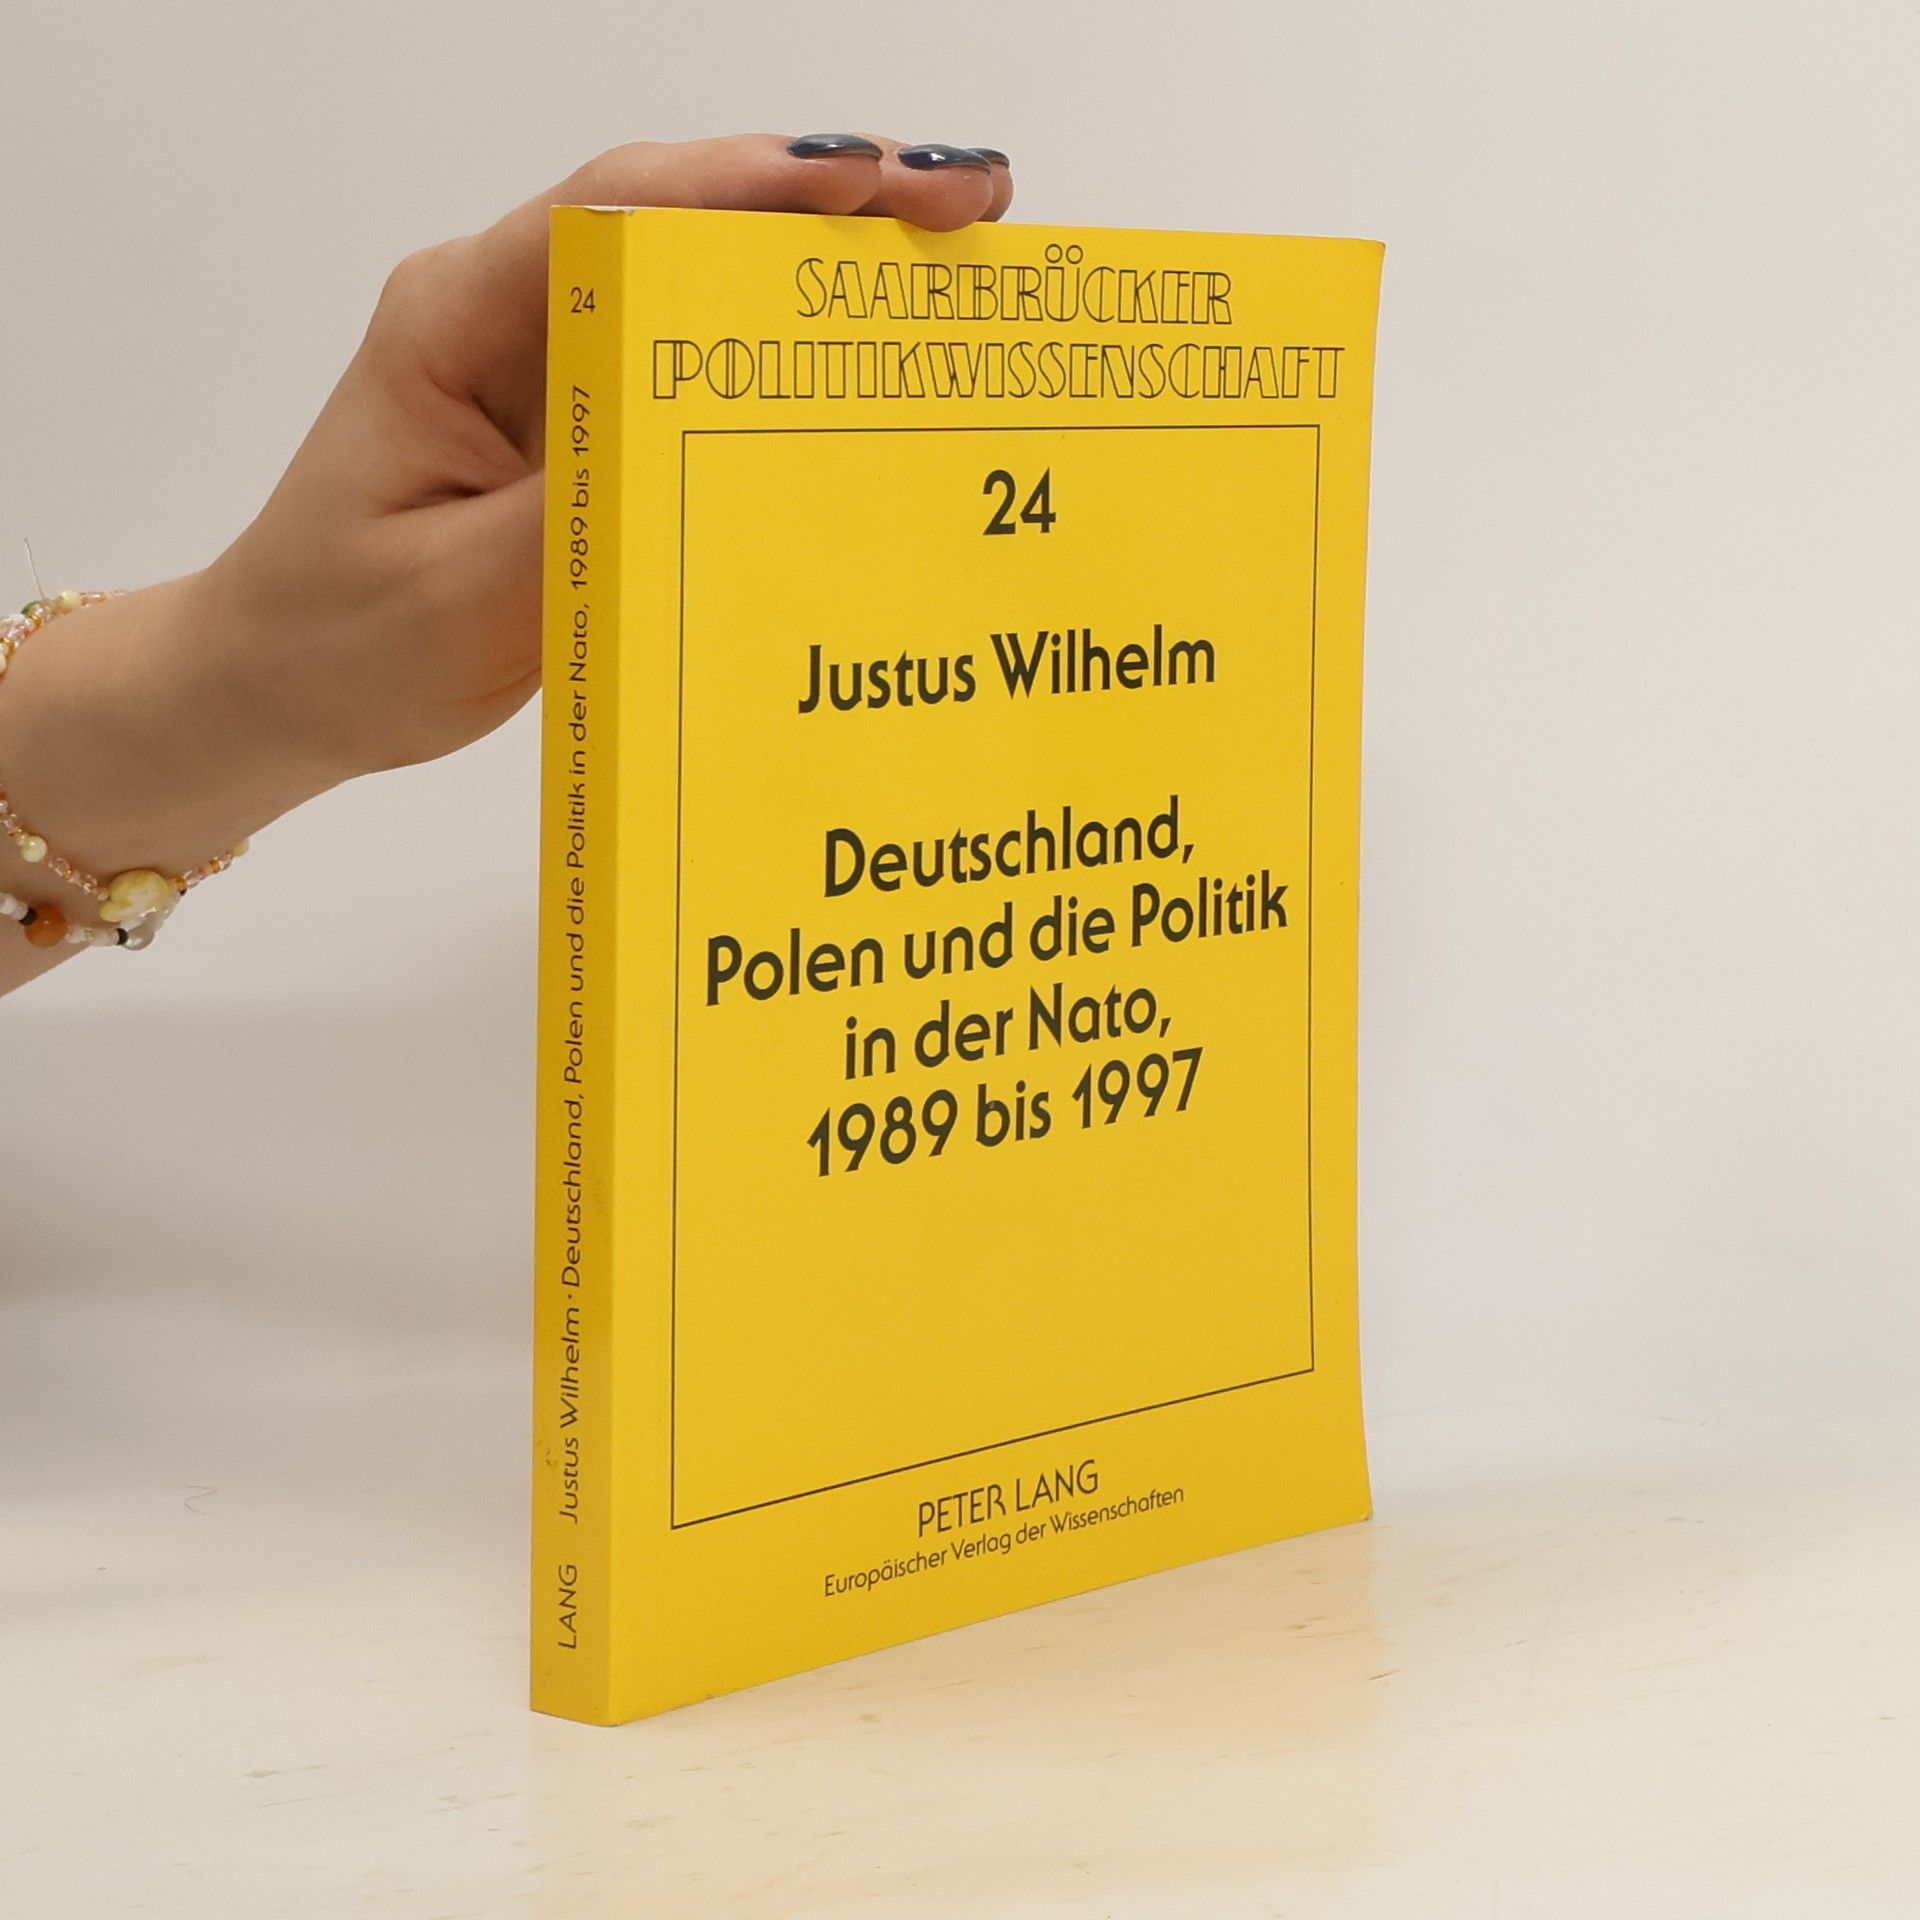 SAARBRÜCKER
POLITIKWISSENSCHAFT
24
Justus Wilhelm
Deutschland,
Polen und die Politik
in der Nato,
1989 bis 1997
PETER LANG
Europäischer Verlag der Wissenschaften
LANG Justus Wilhelm · Deutschland, Polen und die Politik in der Nato, 1989 bis 1997 24